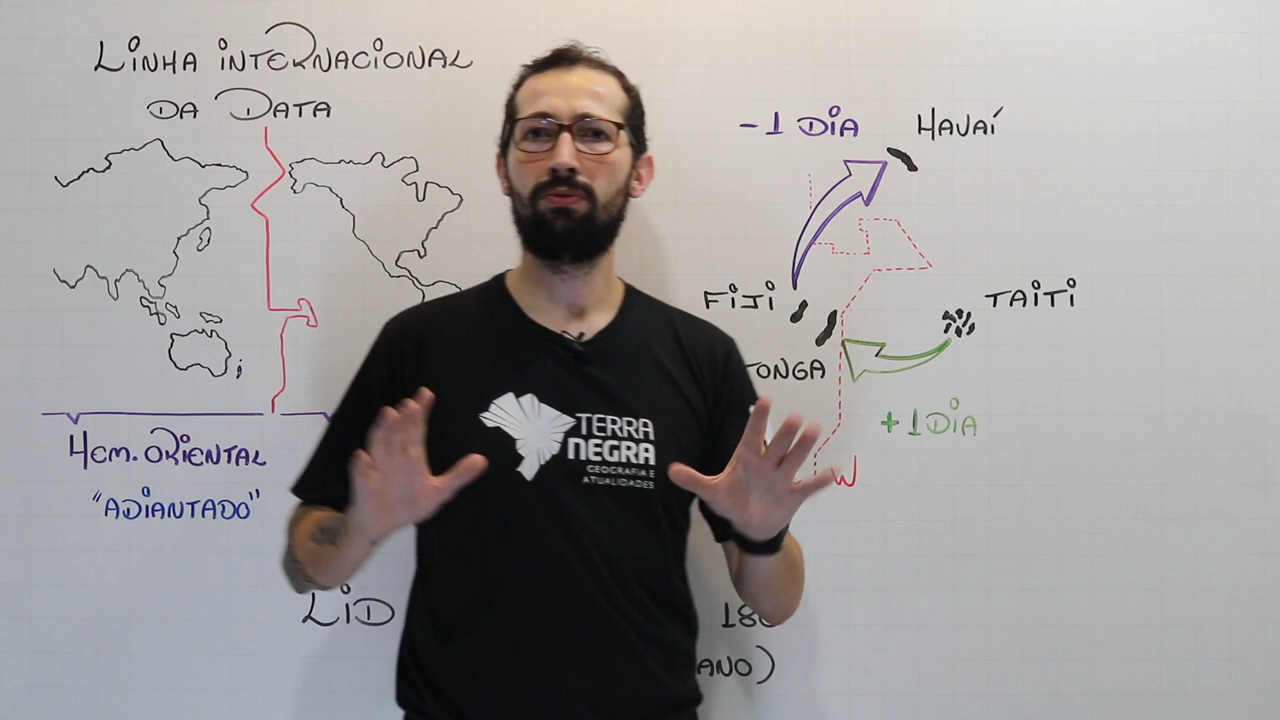 LINHA INTERNACIONAL
DA DATA
HEM. ORIENTAL
"ADIANTADO"
LID
-1 DIA
HAVAÍ
FIJI
TAITI
TONGA
+1 DIA
W
TERRA
NEGRA
GEOGRAFIA E
ATUALIDADES